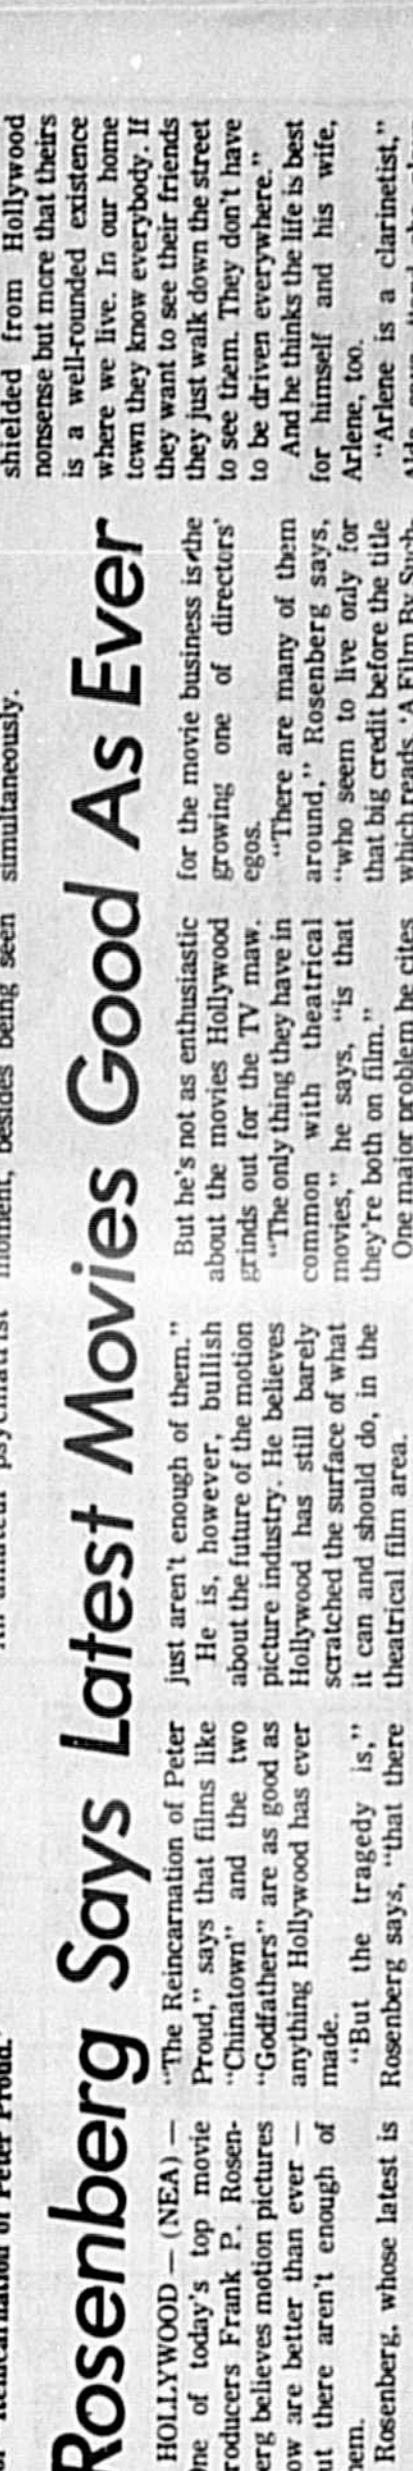 Rosenberg Says Latest Movies Good As Ever
HOLLYWOOD — (NEA) —
of today's top movie
Frank P. Rosen-
believes motion pictures
are better than ever —
there aren't enough of
Rosenberg, whose latest is
"The Reincarnation of Peter
Proud," says that films like
"Chinatown" and the two
"Godfathers" are as good as
anything Hollywood has ever
made.
"But the tragedy is,"
Rosenberg says, "that there
just aren't enough of them."
He is, however, bullish
about the future of the motion
picture industry. He believes
Hollywood has still barely
scratched the surface of what
it can and should do, in the
theatrical film area.
But he's not as enthusiastic
about the movies Hollywood
grinds out for the TV maw.
"The only thing they have in
common with theatrical
movies," he says, "is that
they're both on film."
One major problem he cites
for the movie business is the
growing one of directors'
egos.
"There are many of them
around," Rosenberg says,
"who seem to live only for
that big credit before the title
which reads, 'A Film By Such
moment, besides being seen
simultaneously.
shielded from Hollywood
nonsense but more that theirs
is a well-rounded existence
where we live. In our home
town they know everybody. If
they want to see their friends
they just walk down the street
to see them. They don't have
to be driven everywhere."
And he thinks the life is best
for himself and his wife,
Arlene, too.
"Arlene is a clarinetist,"